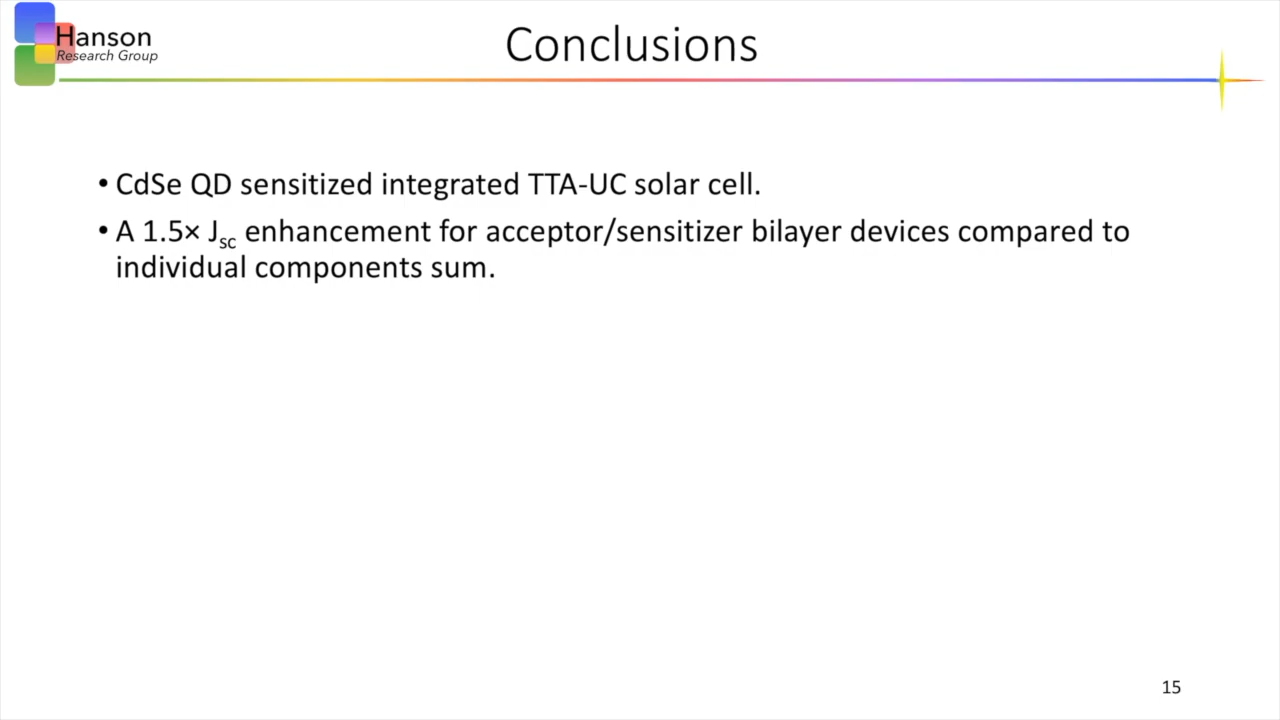 Hanson
Research Group
Conclusions
• CdSe QD sensitized integrated TTA-UC solar cell.
• A 1.5× Jsc enhancement for acceptor/sensitizer bilayer devices compared to
individual components sum.
15